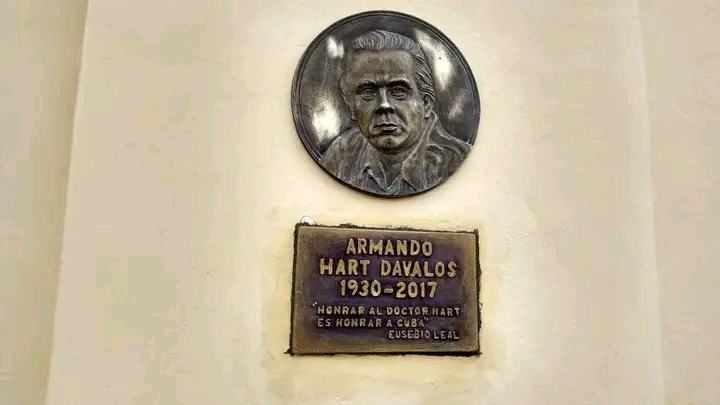 ARMANDO
HART DAVALOS
1930-2017
"HONRAR AL DOCTOR HART
ES HONRAR A CUBA"
EUSEBIO LEAL